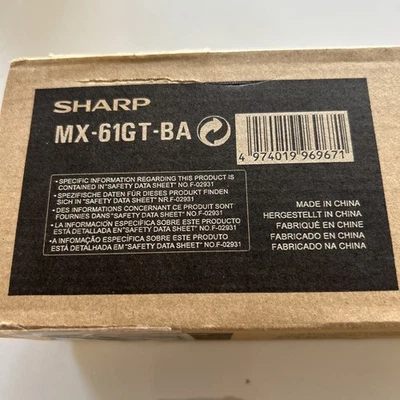 SHARP
MX-61GT-BA
4 974019 969671
• SPECIFIC INFORMATION REGARDING THIS PRODUCT IS
CONTAINED IN "SAFETY DATA SHEET" NO.F-02931
• SPEZIFISCHE DATEN FÜR DIESES PRODUKT FINDEN
SICH IN "SAFETY DATA SHEET" NR.F-02931
• DES INFORMATIONS CONCERNANT CE PRODUIT SONT
FOURNIES DANS "SAFETY DATA SHEET" NO.F-02931
• LA INFORMACIÓN ESPECÍFICA SOBRE ESTE PRODUCTO
ESTÁ DETALLADA EN "SAFETY DATA SHEET" NO.F-02931
• A INFOMAÇÃO ESPECÍFICA SOBRE ESTE PRODUTO
ESTÁ DETALHADA EM "SAFETY DATA SHEET" NO.F-02931
MADE IN CHINA
HERGESTELLT IN CHINA
FABRIQUÉ EN CHINE
FABRICADO EN CHINA
FABRICADO NA CHINA